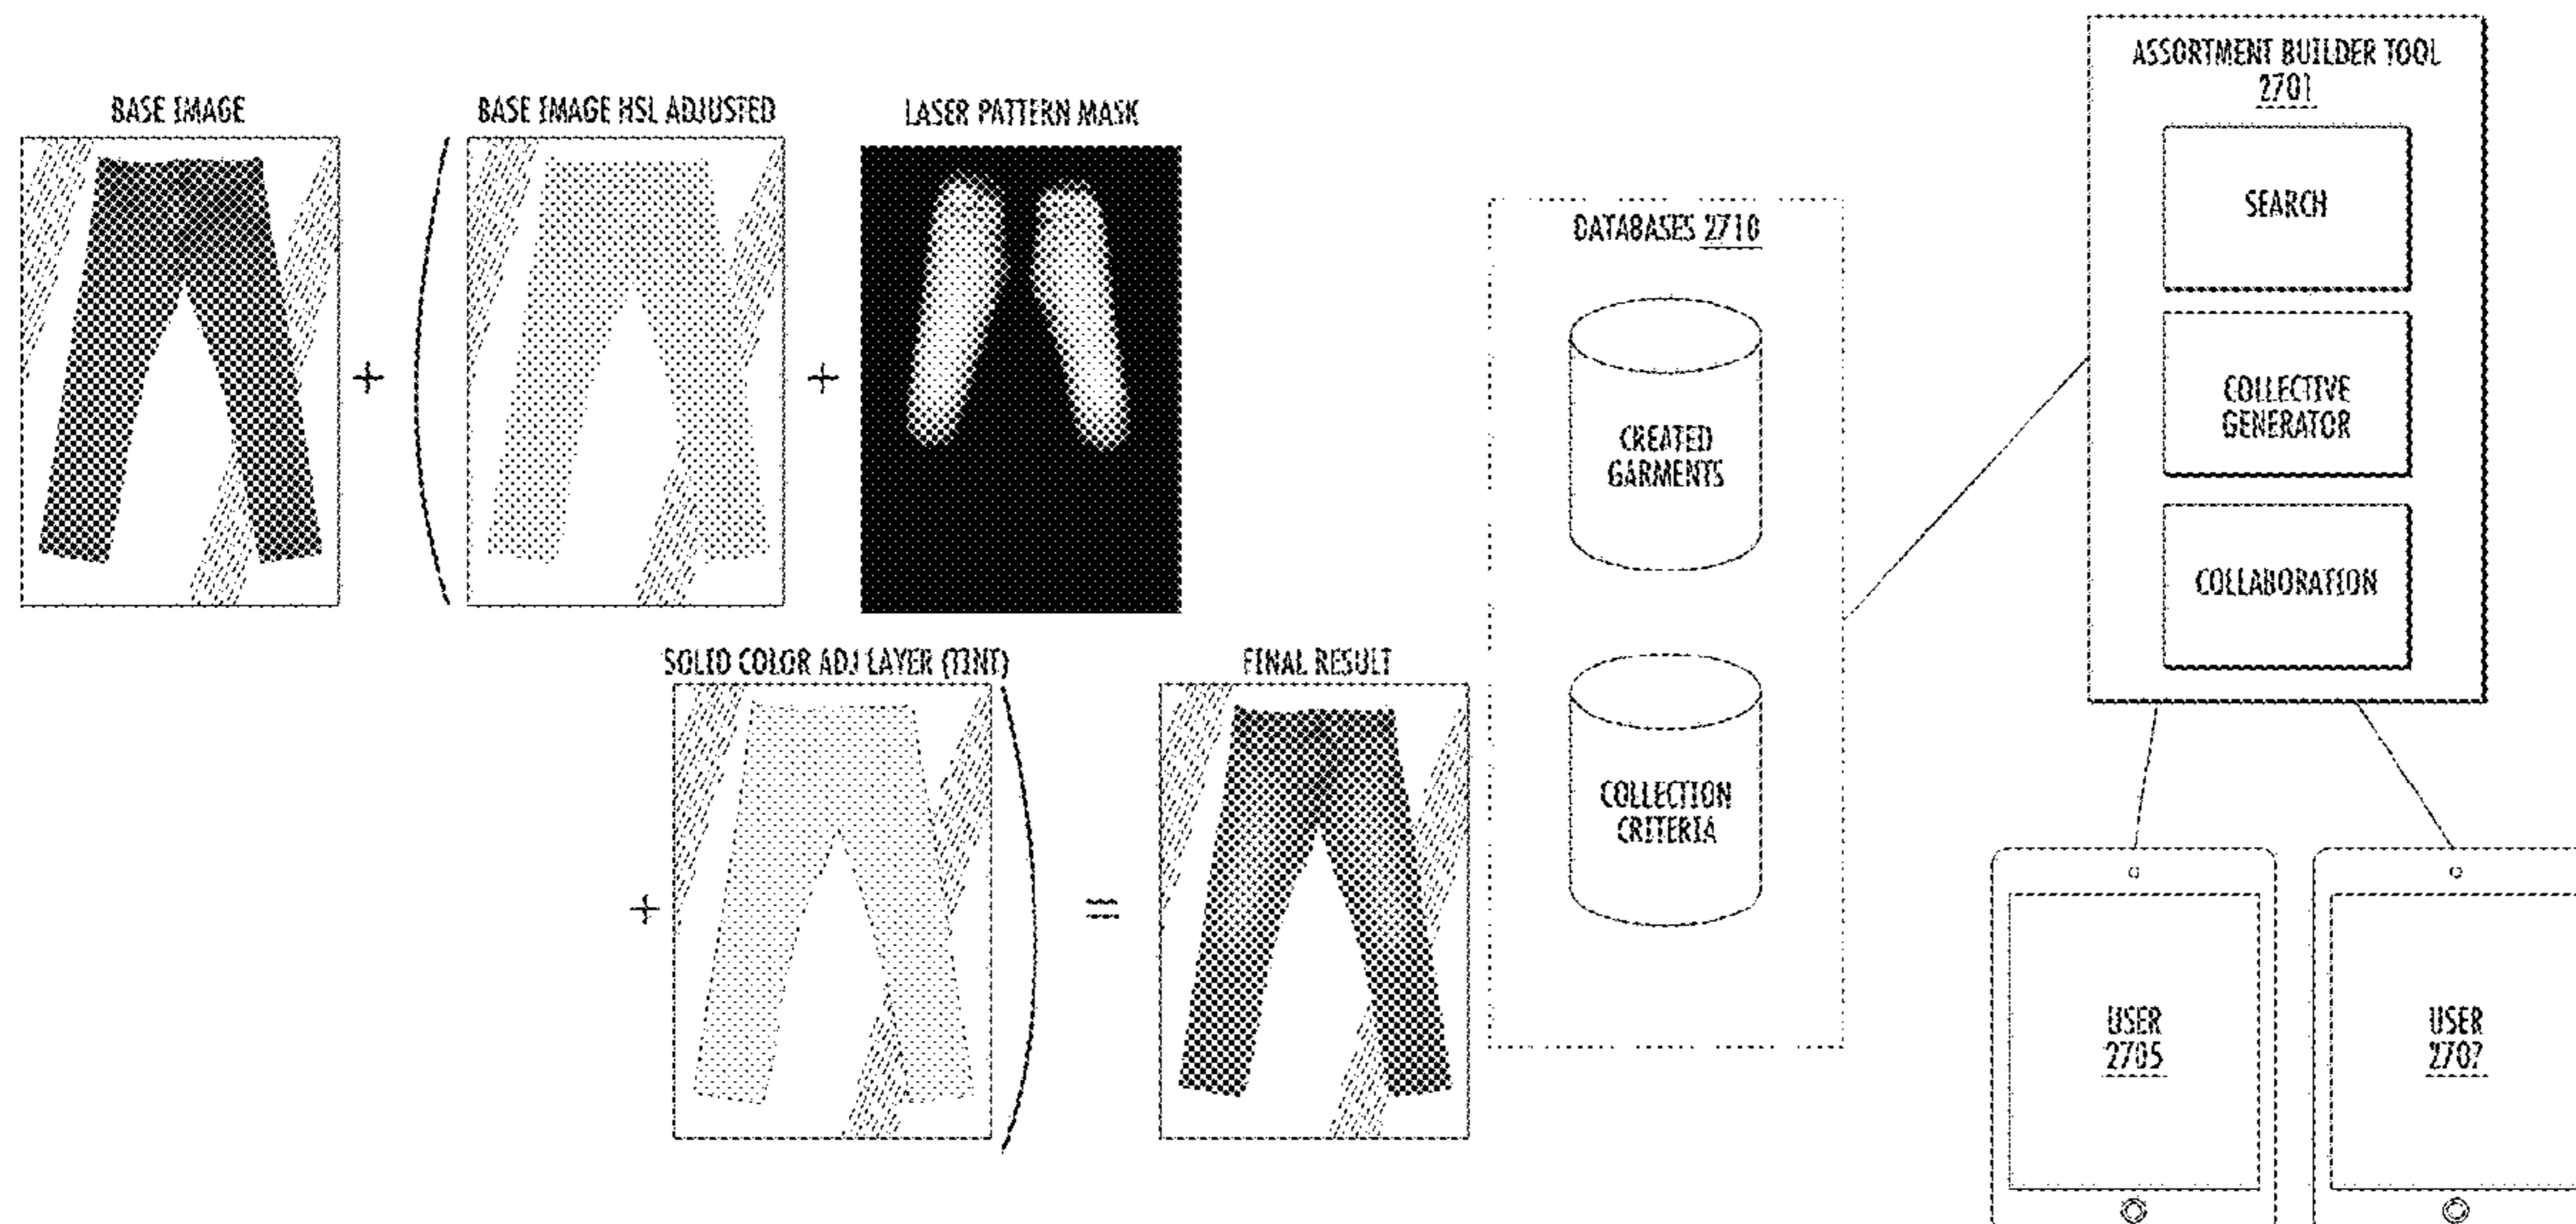 BASE IMAGE
BASE IMAGE HSL ADJUSTED
LASER PATTERN MASK
+
+
SOLID COLOR ADJ LAYER (TINT)
FINAL RESULT
+
=
DATABASES 2710
CREATED
GARMENTS
COLLECTION
CRITERIA
ASSORTMENT BUILDER TOOL
2701
SEARCH
COLLECTIVE
GENERATOR
COLLABORATION
USER
2705
USER
2707